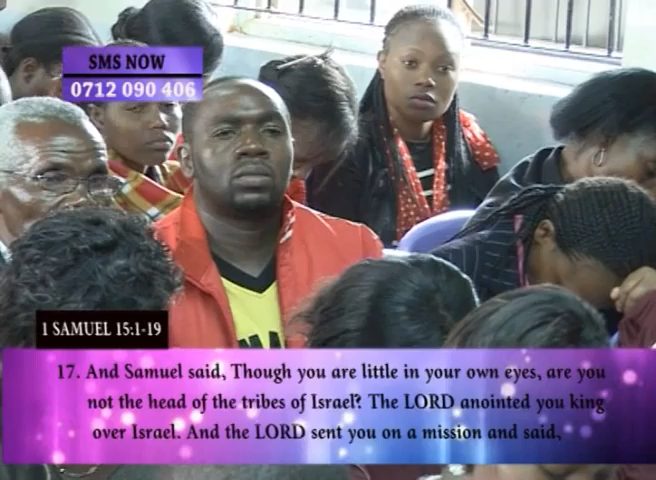 SMS NOW
0712 090 406
1 SAMUEL 15:1-19
17. And Samuel said, Though you are little in your own eyes, are you
not the head of the tribes of Israel? The LORD anointed you king
over Israel. And the LORD sent you on a mission and said,